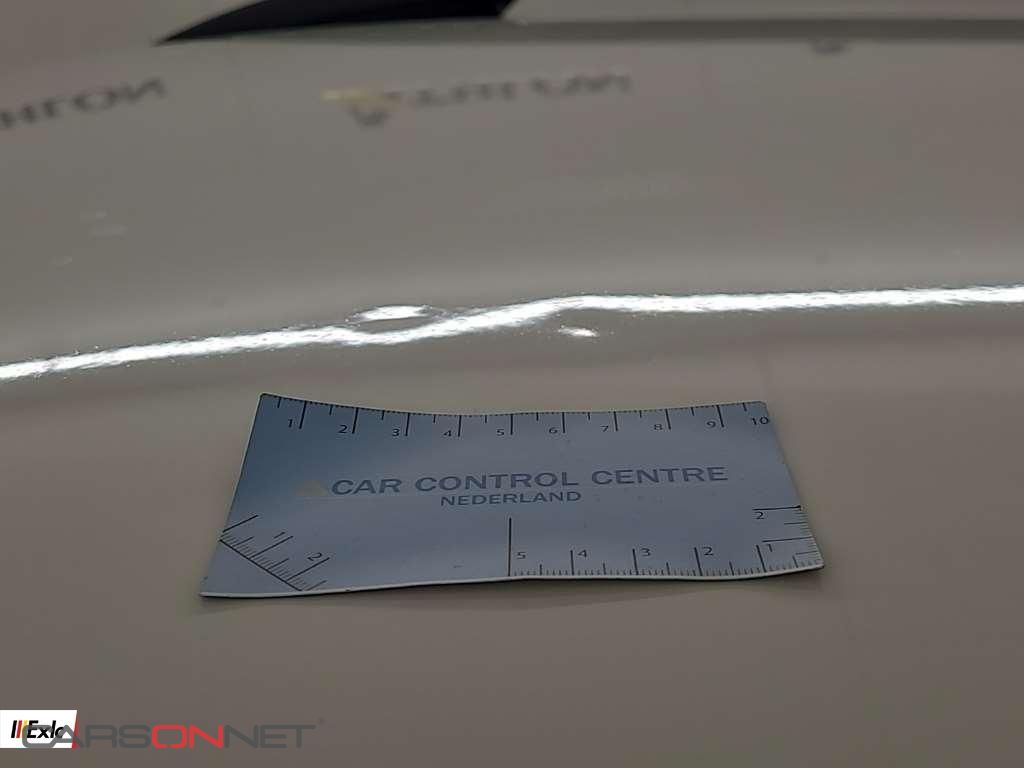 1 2 3 4 5 6 7 8 9 10
CAR CONTROL CENTRE
NEDERLAND
2
1 2
5 4 3 2 1
CARSONNET